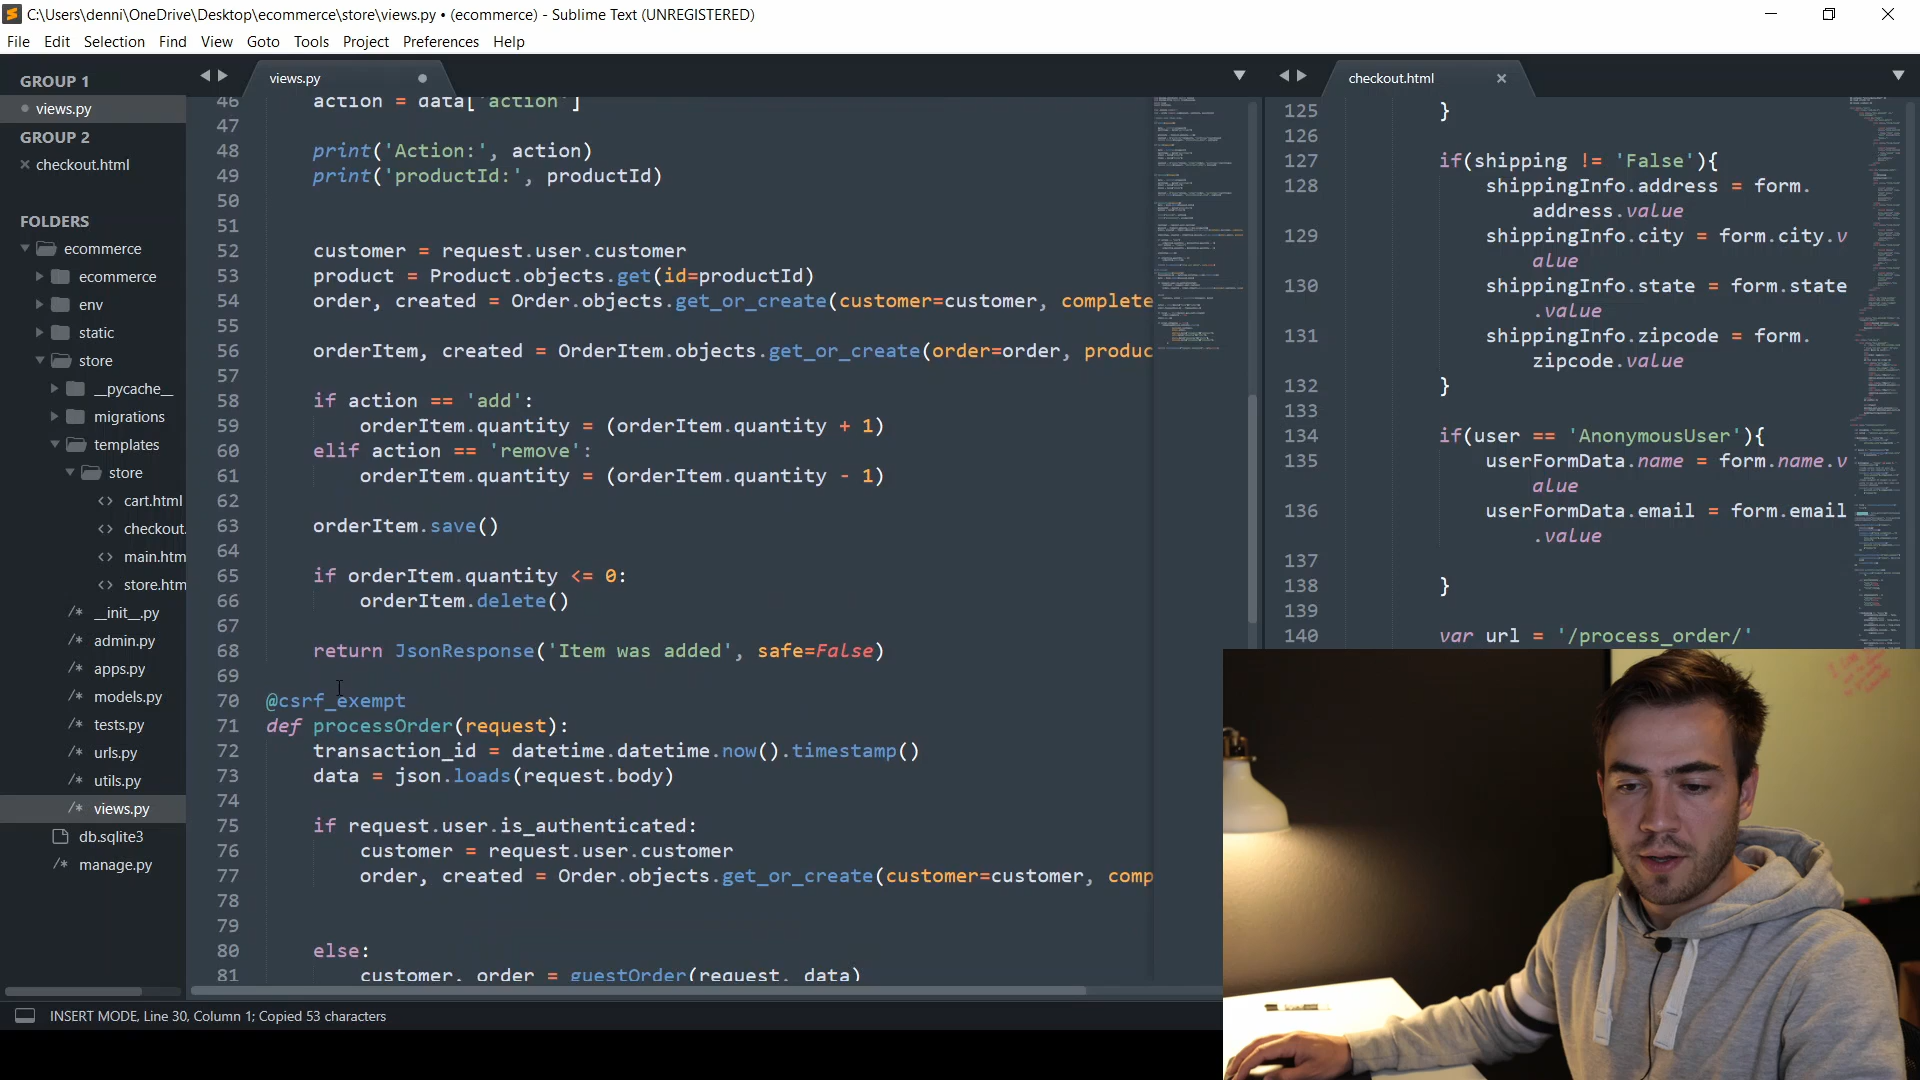 C:\Users\denni\OneDrive\Desktop\ecommerce\store\views.py • (ecommerce) - Sublime Text (UNREGISTERED)
File Edit Selection Find View Goto Tools Project Preferences Help
GROUP 1
views.py
GROUP 2
checkout.html
FOLDERS
ecommerce
ecommerce
env
static
store
__pycache__
migrations
templates
store
cart.html
checkout.
main.htm
store.htm
__init__.py
admin.py
apps.py
models.py
tests.py
urls.py
utils.py
views.py
db.sqlite3
manage.py
views.py
46 action = data['action']
47
48 print('Action:', action)
49 print('productId:', productId)
50
51
52 customer = request.user.customer
53 product = Product.objects.get(id=productId)
54 order, created = Order.objects.get_or_create(customer=customer, complete
55
56 orderItem, created = OrderItem.objects.get_or_create(order=order, produc
57
58 if action == 'add':
59 orderItem.quantity = (orderItem.quantity + 1)
60 elif action == 'remove':
61 orderItem.quantity = (orderItem.quantity - 1)
62
63 orderItem.save()
64
65 if orderItem.quantity <= 0:
66 orderItem.delete()
67
68 return JsonResponse('Item was added', safe=False)
69
70 @csrf_exempt
71 def processOrder(request):
72 transaction_id = datetime.datetime.now().timestamp()
73 data = json.loads(request.body)
74
75 if request.user.is_authenticated:
76 customer = request.user.customer
77 order, created = Order.objects.get_or_create(customer=customer, comp
78
79
80 else:
81 customer, order = guestOrder(request, data)
checkout.html
125 }
126
127 if(shipping != 'False'){
128 shippingInfo.address = form.
address.value
129 shippingInfo.city = form.city.v
alue
130 shippingInfo.state = form.state
.value
131 shippingInfo.zipcode = form.
zipcode.value
132 }
133
134 if(user == 'AnonymousUser'){
135 userFormData.name = form.name.v
alue
136 userFormData.email = form.email
.value
137
138 }
139
140 var url = '/process_order/'
INSERT MODE, Line 30, Column 1; Copied 53 characters